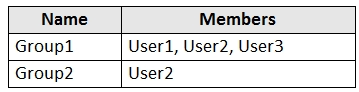 Name Members
Group1 User1, User2, User3
Group2 User2